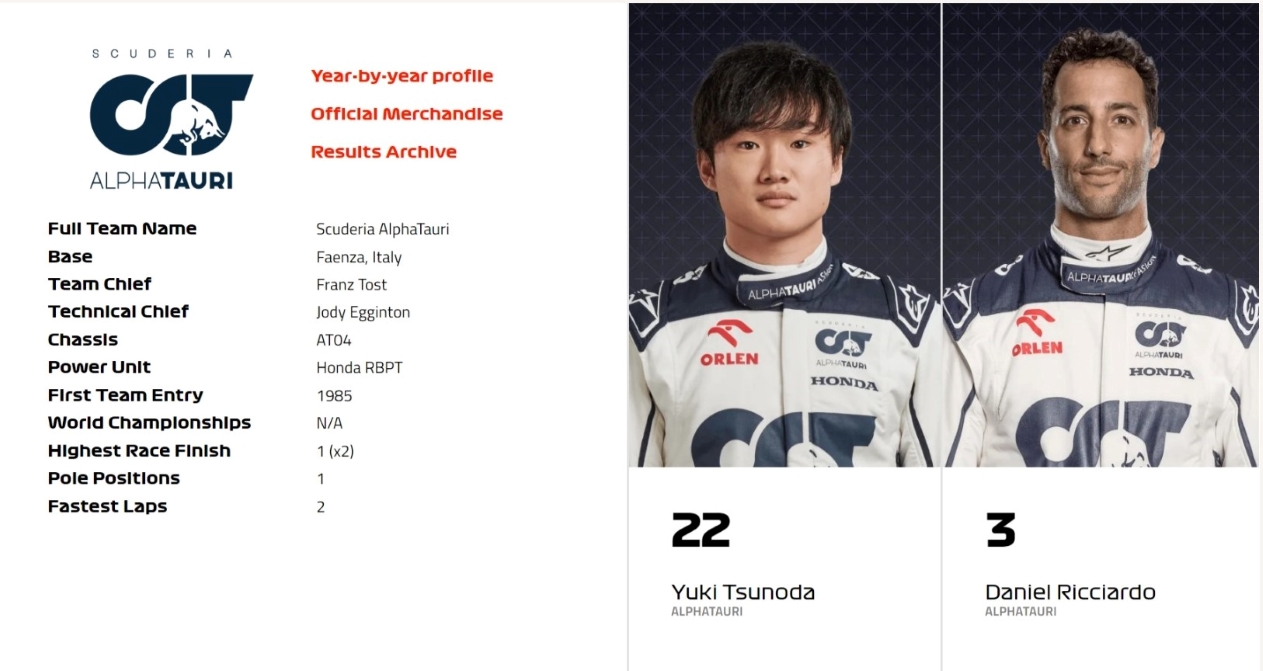 SCUDERIA
ALPHATAURI
Year-by-year profile
Official Merchandise
Results Archive
Full Team Name Scuderia AlphaTauri
Base Faenza, Italy
Team Chief Franz Tost
Technical Chief Jody Egginton
Chassis AT04
Power Unit Honda RBPT
First Team Entry 1985
World Championships N/A
Highest Race Finish 1 (x2)
Pole Positions 1
Fastest Laps 2
ALPHATAURI
ORLEN
SCUDERIA
ALPHATAURI
HONDA
22
Yuki Tsunoda
ALPHATAURI
ALPHATAURI
ORLEN
SCUDERIA
ALPHATAURI
HONDA
3
Daniel Ricciardo
ALPHATAURI